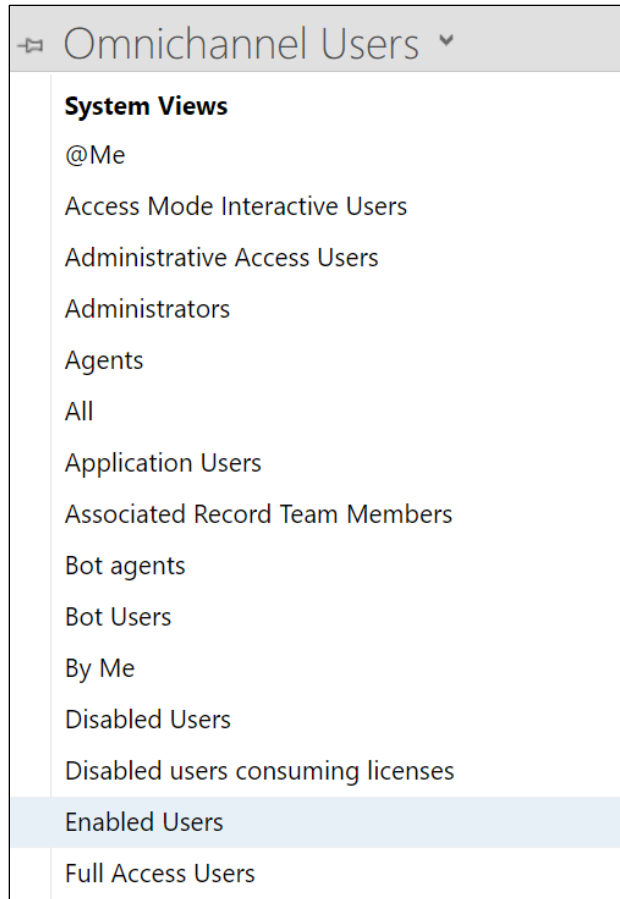 Omnichannel Users
System Views
@Me
Access Mode Interactive Users
Administrative Access Users
Administrators
Agents
All
Application Users
Associated Record Team Members
Bot agents
Bot Users
By Me
Disabled Users
Disabled users consuming licenses
Enabled Users
Full Access Users